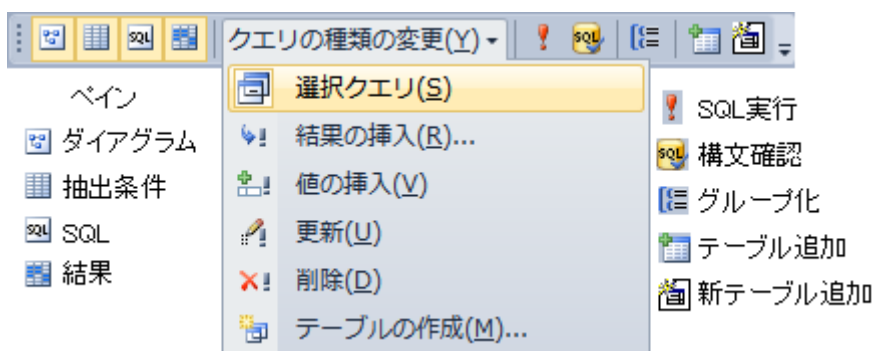 SQL クエリの種類の変更(Y) SQL
ペイン
ダイアグラム
抽出条件
SQL SQL
結果
選択クエリ(S)
結果の挿入(R)...
値の挿入(V)
更新(U)
削除(D)
テーブルの作成(M)...
SQL実行
SQL 構文確認
グループ化
テーブル追加
新テーブル追加